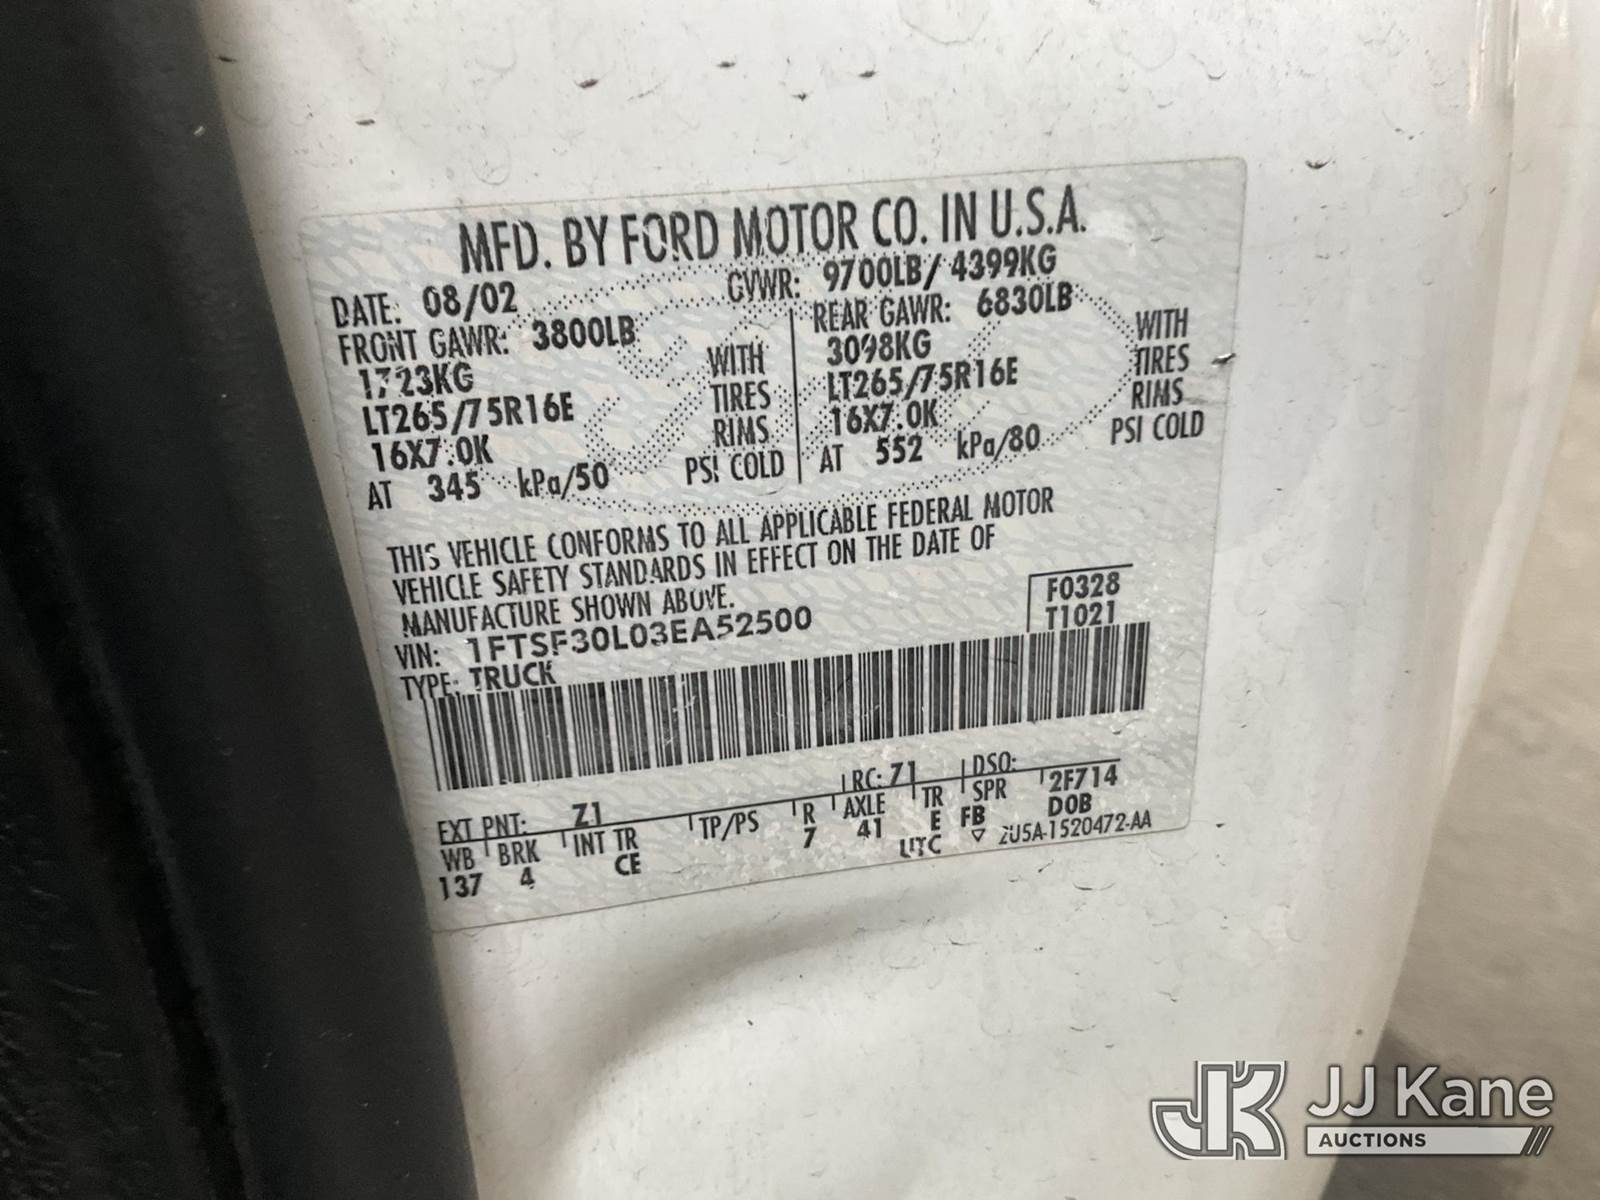 MFD. BY FORD MOTOR CO. IN U.S.A.
DATE: 08/02 GVWR: 9700LB/ 4399KG
FRONT GAWR: 3800LB REAR GAWR: 6830LB
1723KG WITH 3098KG WITH
LT265/75R16E TIRES LT265/75R16E TIRES
16X7.0K RIMS 16X7.0K RIMS
AT 345 kPa/50 PSI COLD AT 552 kPa/80 PSI COLD
THIS VEHICLE CONFORMS TO ALL APPLICABLE FEDERAL MOTOR
VEHICLE SAFETY STANDARDS IN EFFECT ON THE DATE OF
MANUFACTURE SHOWN ABOVE.
F0328
VIN: 1FTSF30L03EA52500 T1021
TYPE: TRUCK
EXT PNT: Z1 RC: 71 DSO:
WB BRK INT TR TP/PS R AXLE TR SPR 2F714
137 4 CE 7 41 E FB DOB
UTC ▽ 2U5A-1520472-AA
JK JJ Kane
AUCTIONS